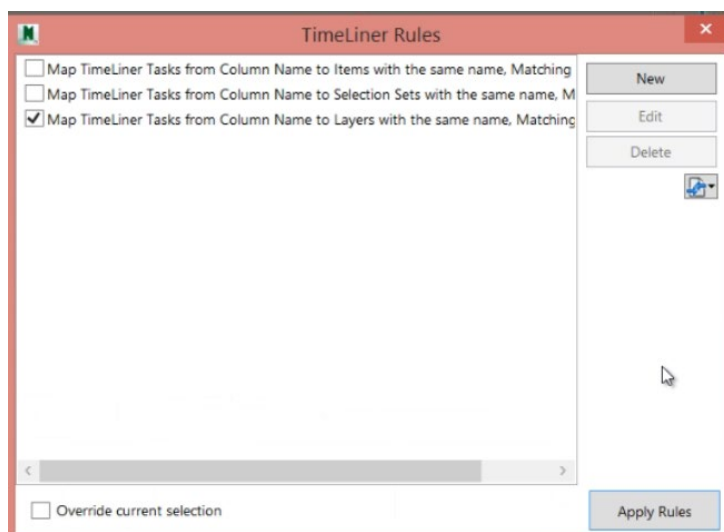 TimeLiner Rules
Map TimeLiner Tasks from Column Name to Items with the same name, Matching
Map TimeLiner Tasks from Column Name to Selection Sets with the same name, M
Map TimeLiner Tasks from Column Name to Layers with the same name, Matching
New
Edit
Delete
Override current selection
Apply Rules